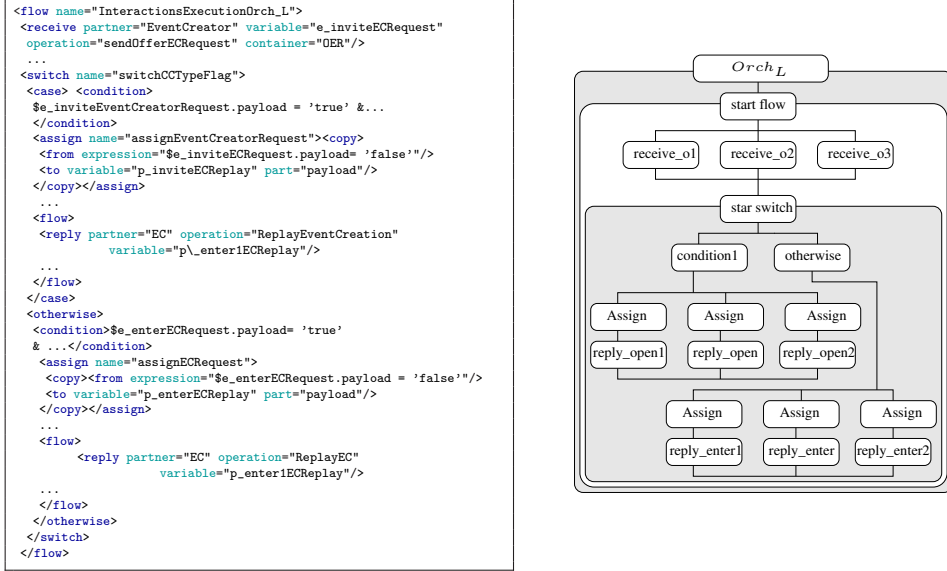 <flow name="InteractionsExecutionOrch_L">
<receive partner="EventCreator" variable="e_inviteECRequest"
operation="sendOfferECRequest" container="OER"/>
...
<switch name="switchCCTypeFlag">
<case> <condition>
$e_inviteEventCreatorRequest.payload = 'true' &...
</condition>
<assign name="assignEventCreatorRequest"><copy>
<from expression="$e_inviteECRequest.payload= 'false'"/>
<to variable="p_inviteECReplay" part="payload"/>
</copy></assign>
...
<flow>
<reply partner="EC" operation="ReplayEventCreation"
variable="p\_enter1ECReplay"/>
...
</flow>
</case>
<otherwise>
<condition>$e_enterECRequest.payload= 'true'
& ...</condition>
<assign name="assignECRequest">
<copy><from expression="$e_enterECRequest.payload = 'false'"/>
<to variable="p_enterECReplay" part="payload"/>
</copy></assign>
...
<flow>
<reply partner="EC" operation="ReplayEC"
variable="p_enter1ECReplay"/>
...
</flow>
</otherwise>
</switch>
</flow>
Orch_L
start flow
receive_o1 receive_o2 receive_o3
star switch
condition1 otherwise
Assign Assign Assign
reply_open1 reply_open reply_open2
Assign Assign Assign
reply_enter1 reply_enter reply_enter2